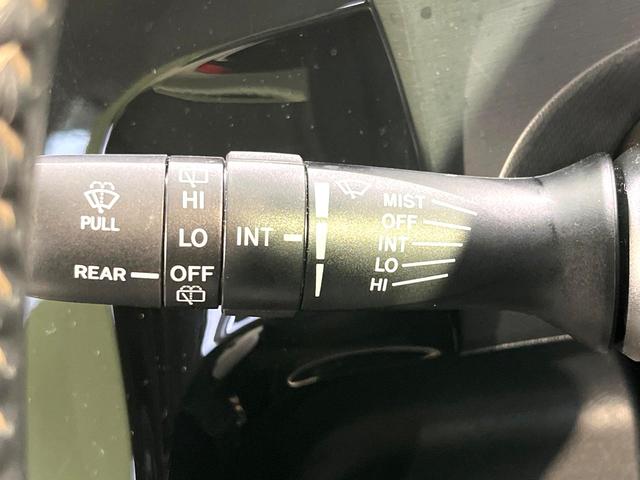 PULL
REAR
HI
LO
OFF
INT
MIST
OFF
INT
LO
HI